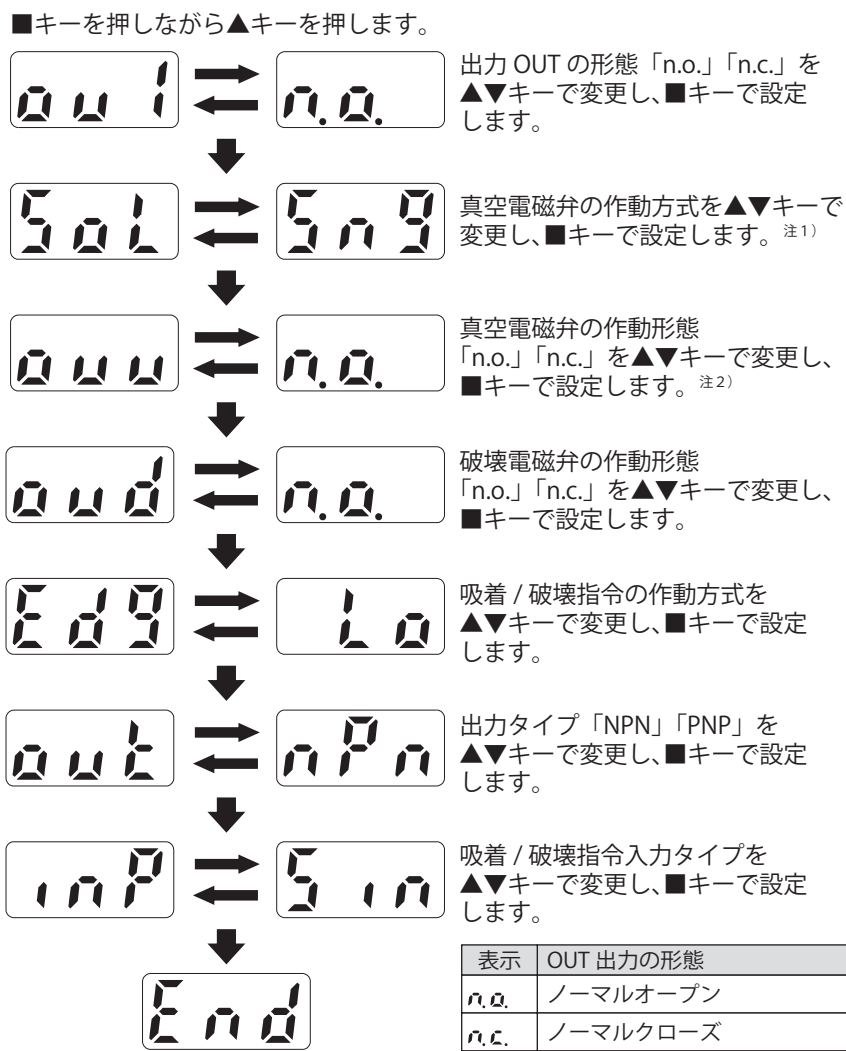 ■キーを押しながら▲キーを押します。
ou1
n.o.
出力 OUT の形態「n.o.」「n.c.」を
▲▼キーで変更し、■キーで設定
します。
SoL
Sng
真空電磁弁の作動方式を▲▼キーで
変更し、■キーで設定します。注1)
ouu
n.o.
真空電磁弁の作動形態
「n.o.」「n.c.」を▲▼キーで変更し、
■キーで設定します。注2)
oud
n.o.
破壊電磁弁の作動形態
「n.o.」「n.c.」を▲▼キーで変更し、
■キーで設定します。
Edg
Lo
吸着 / 破壊指令の作動方式を
▲▼キーで変更し、■キーで設定
します。
out
nPn
出力タイプ「NPN」「PNP」を
▲▼キーで変更し、■キーで設定
します。
inP
Sin
吸着 / 破壊指令入力タイプを
▲▼キーで変更し、■キーで設定
します。
End
表示 OUT 出力の形態
n.o. ノーマルオープン
n.c. ノーマルクローズ